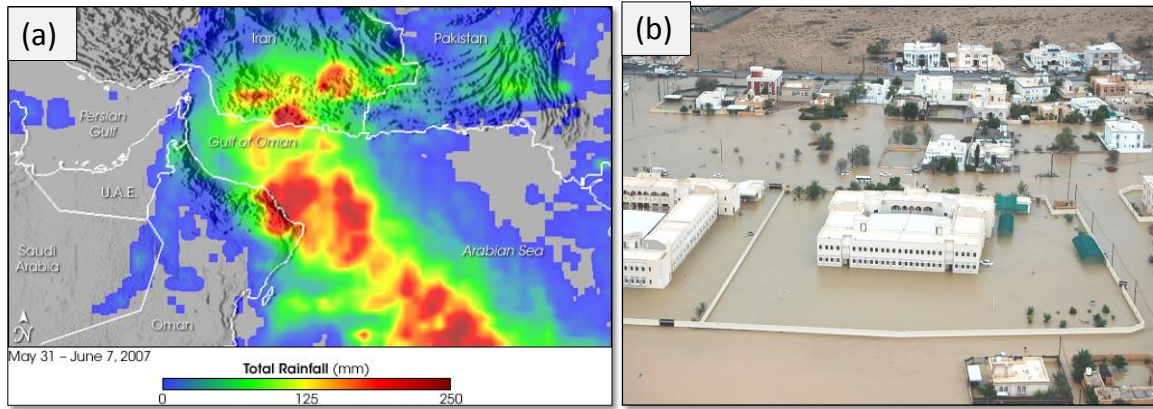 (a)
Iran
Pakistan
Persian
Gulf
Gulf of Oman
U.A.E.
Saudi
Arabia
Arabian Sea
Oman
N
May 31 – June 7, 2007
Total Rainfall (mm)
0 125 250
(b)